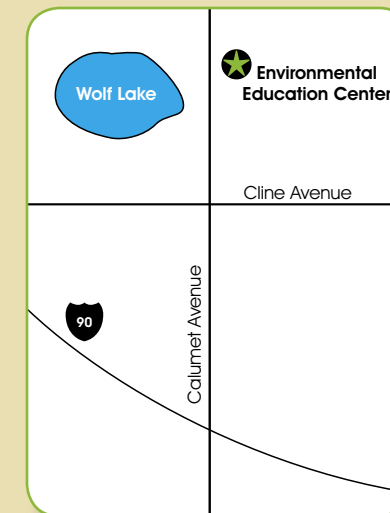 Wolf Lake
Environmental
Education Center
Cline Avenue
Calumet Avenue
90